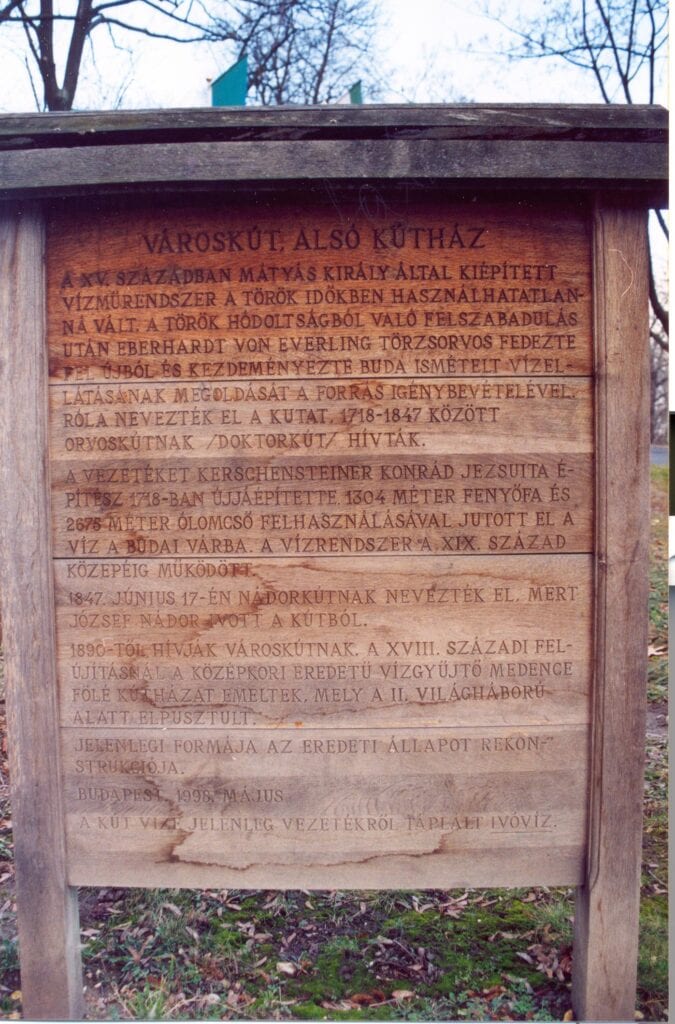 VÁROSKÚT, ALSÓ KÚTHÁZ
A XV. SZÁZADBAN MÁTYÁS KIRÁLY ÁLTAL KIÉPÍTETT
VÍZMŰRENDSZER A TÖRÖK IDŐKBEN HASZNÁLHATATLAN-
NÁ VÁLT. A TÖRÖK HÓDOLTSÁGBÓL VALÓ FELSZABADULÁS
UTÁN EBERHARDT VON EVERLING TÖRZSORVOS FEDEZTE
FEL ÚJBÓL ÉS KEZDEMÉNYEZTE BUDA ISMÉTELT VÍZEL-
LÁTÁSÁNAK MEGOLDÁSÁT A FORRÁS IGÉNYBEVÉTELÉVEL.
RÓLA NEVEZTÉK EL A KUTAT. 1718-1847 KÖZÖTT
ORVOSKÚTNAK /DOKTORKÚT/ HÍVTÁK.
A VEZETÉKET KERSCHENSTEINER KONRÁD JEZSUITA É-
PÍTÉSZ 1718-BAN ÚJJÁÉPÍTETTE. 1304 MÉTER FENYŐFA ÉS
2675 MÉTER ÓLOMCSŐ FELHASZNÁLÁSÁVAL JUTOTT EL A
VÍZ A BUDAI VÁRBA. A VÍZRENDSZER A XIX. SZÁZAD
KÖZEPÉIG MŰKÖDÖTT.
1847. JÚNIUS 17-ÉN NÁDORKÚTNAK NEVEZTÉK EL, MERT
JÓZSEF NÁDOR IVOTT A KÚTBÓL.
1890-TŐL HÍVJÁK VÁROSKÚTNAK. A XVIII. SZÁZADI FEL-
ÚJÍTÁSNÁL A KÖZÉPKORI EREDETŰ VÍZGYŰJTŐ MEDENCE
FÖLÉ KÚTHÁZAT EMELTEK, MELY A II. VILÁGHÁBORÚ
ALATT ELPUSZTULT.
JELENLEGI FORMÁJA AZ EREDETI ÁLLAPOT REKON-
STRUKCIÓJA.
BUDAPEST, 1998. MÁJUS
A KÚT VIZE JELENLEG VEZETÉKRŐL TÁPLÁLT IVÓVÍZ.